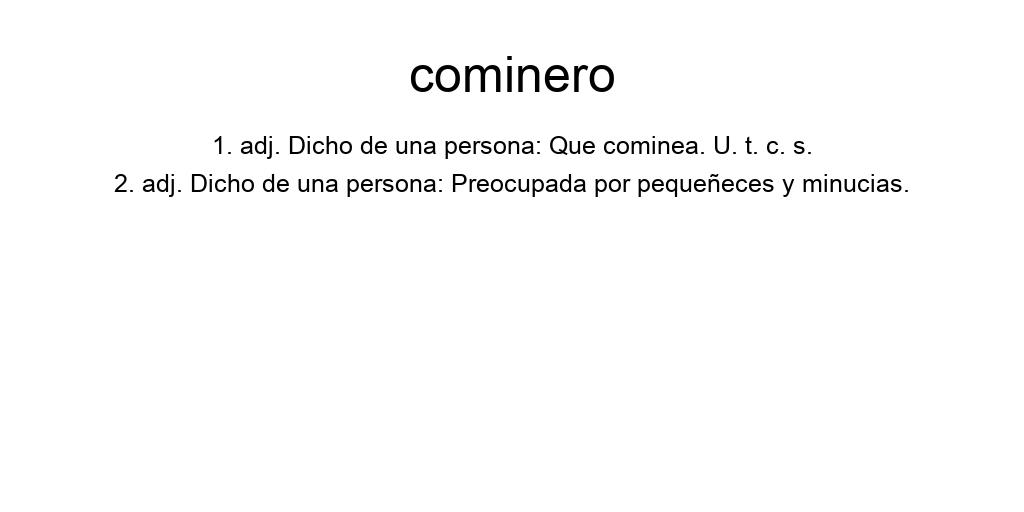 cominero
1. adj. Dicho de una persona: Que cominea. U. t. c. s.
2. adj. Dicho de una persona: Preocupada por pequeñeces y minucias.